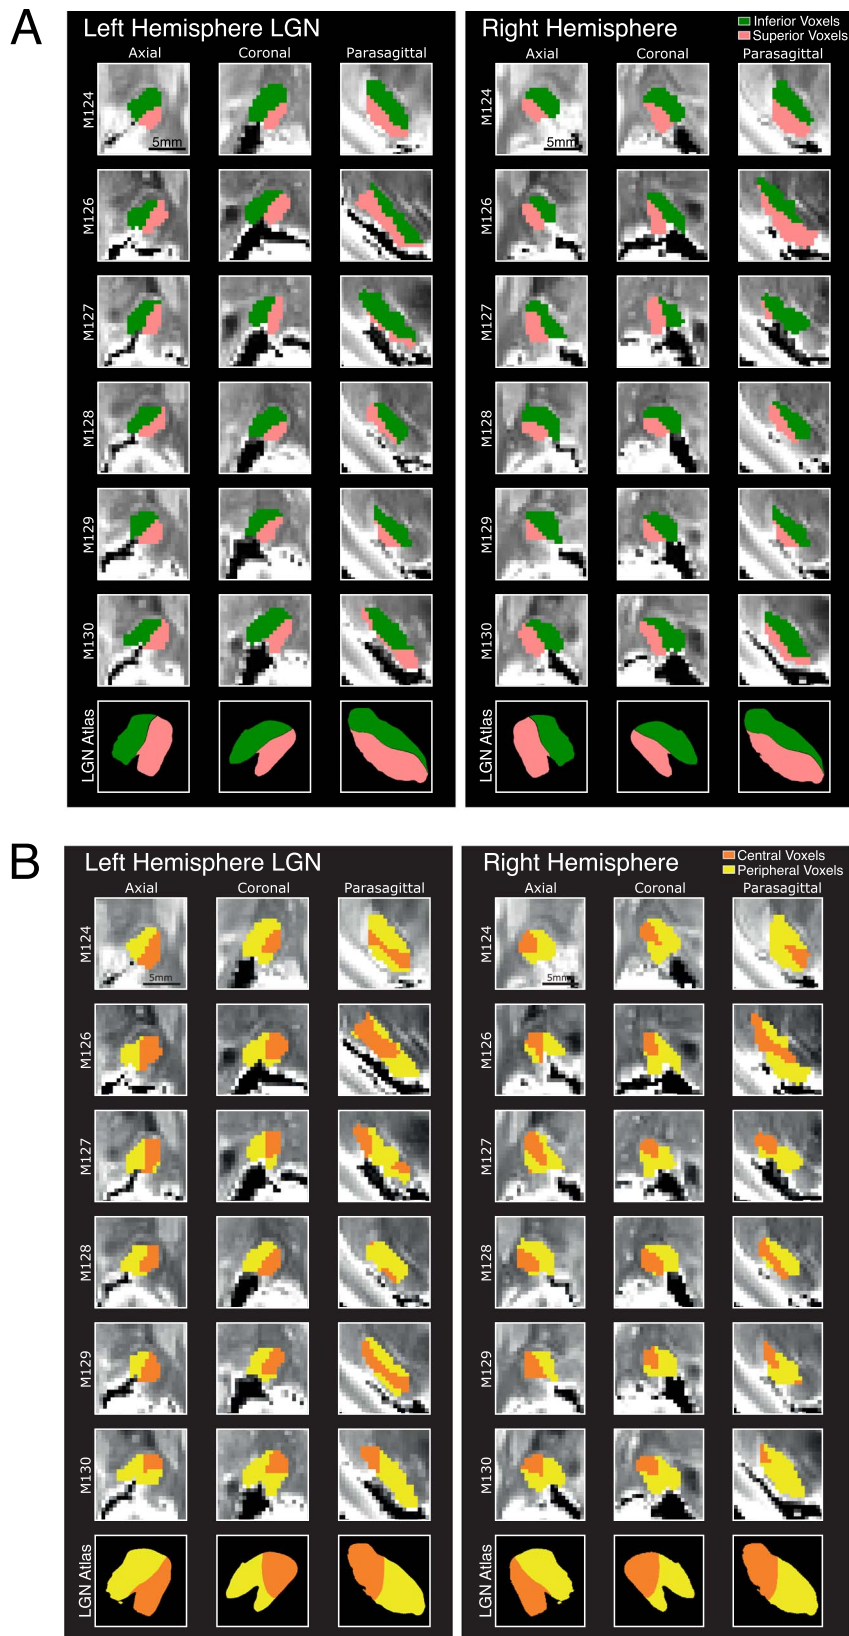 A
Left Hemisphere LGN
Axial Coronal Parasagittal
M124
5mm
M126
M127
M128
M129
M130
LGN Atlas
Right Hemisphere
Inferior Voxels
Superior Voxels
Axial Coronal Parasagittal
M124
5mm
M126
M127
M128
M129
M130
LGN Atlas
B
Left Hemisphere LGN
Axial Coronal Parasagittal
M124
5mm
M126
M127
M128
M129
M130
LGN Atlas
Right Hemisphere
Central Voxels
Peripheral Voxels
Axial Coronal Parasagittal
M124
5mm
M126
M127
M128
M129
M130
LGN Atlas